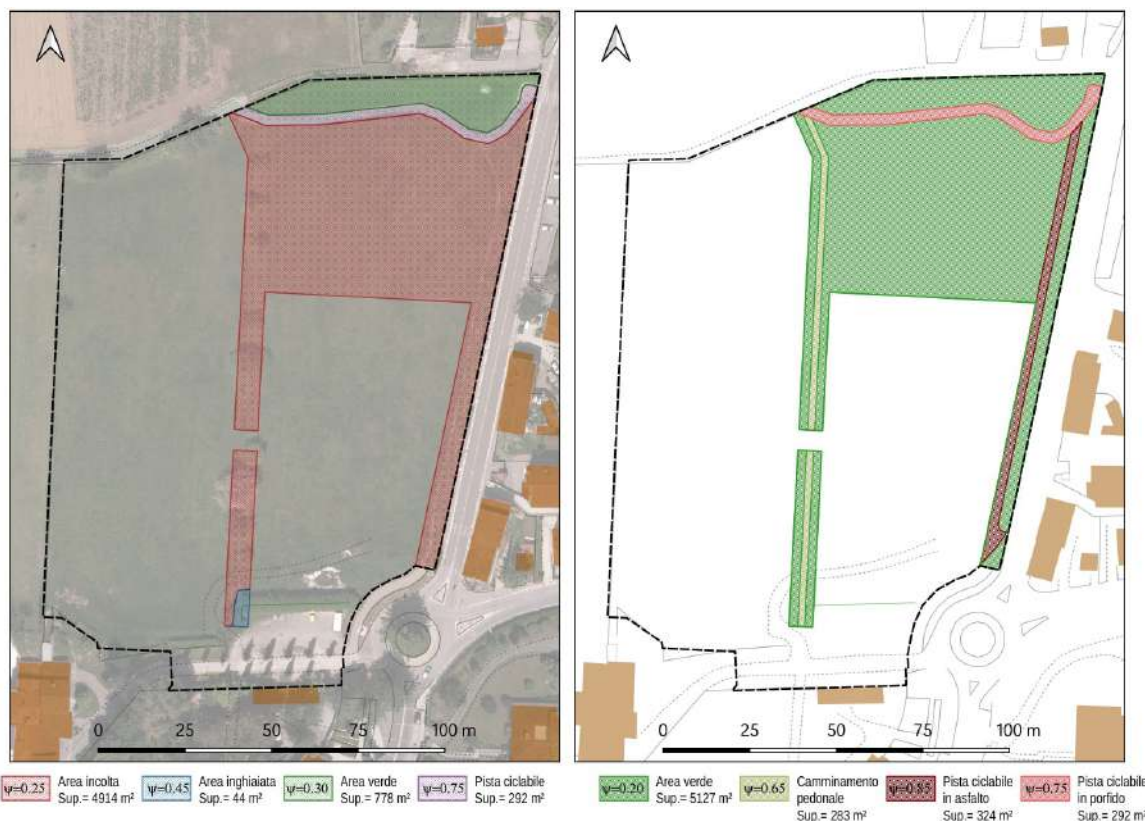 0 25 50 75 100 m
0 25 50 75 100 m
ψ=0.25 Area incolta
Sup.= 4914 m²
ψ=0.45 Area inghiaiata
Sup.= 44 m²
ψ=0.30 Area verde
Sup.= 778 m²
ψ=0.75 Pista ciclabile
Sup.= 292 m²
ψ=0.20 Area verde
Sup.= 5127 m²
ψ=0.65 Camminamento
pedonale
Sup.= 283 m²
ψ=0.85 Pista ciclabile
in asfalto
Sup.= 324 m²
ψ=0.75 Pista ciclabile
in porfido
Sup.= 292 m²